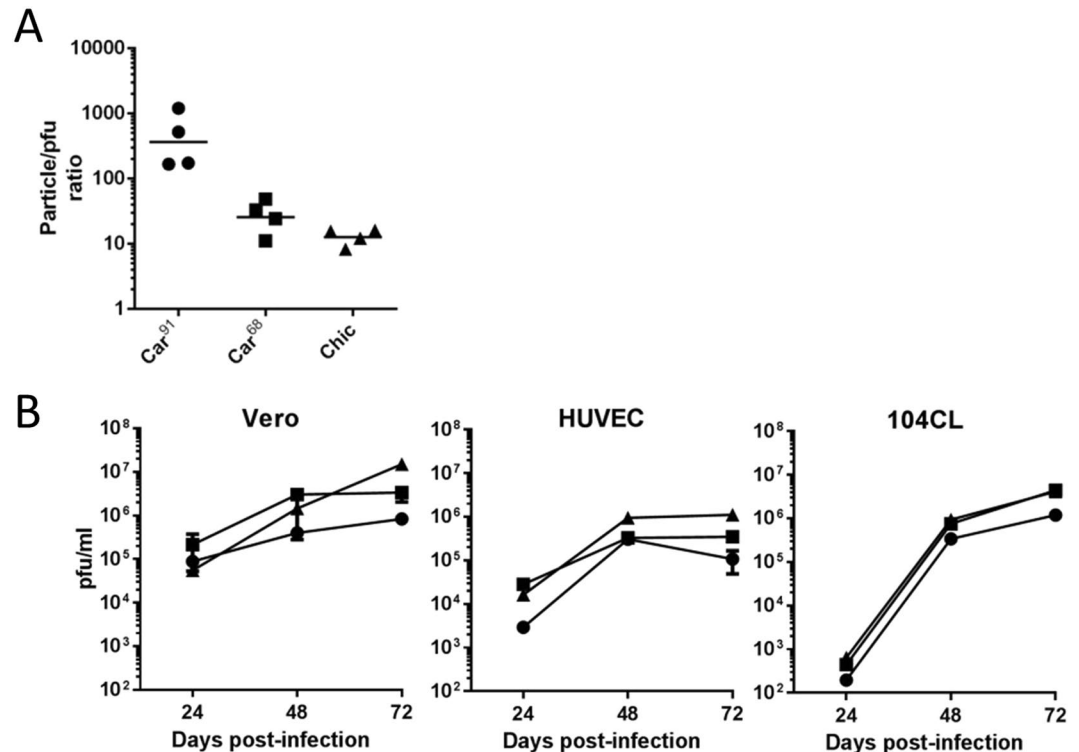 A
Particle/pfu
ratio
10000
1000
100
10
1
Car⁹¹
Car⁶⁸
Chic
B
Vero
pfu/ml
10⁸
10⁷
10⁶
10⁵
10⁴
10³
10²
24 48 72
Days post-infection
HUVEC
10⁸
10⁷
10⁶
10⁵
10⁴
10³
10²
24 48 72
Days post-infection
104CL
10⁸
10⁷
10⁶
10⁵
10⁴
10³
10²
24 48 72
Days post-infection